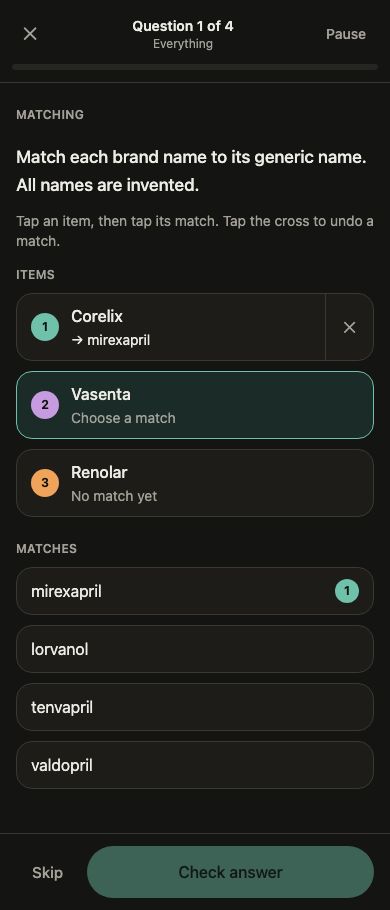 Question 1 of 4
Everything
Pause
MATCHING
Match each brand name to its generic name.
All names are invented.
Tap an item, then tap its match. Tap the cross to undo a
match.
ITEMS
1
Corelix
→ mirexapril
2
Vasenta
Choose a match
3
Renolar
No match yet
MATCHES
mirexapril
1
lorvanol
tenvapril
valdopril
Skip
Check answer